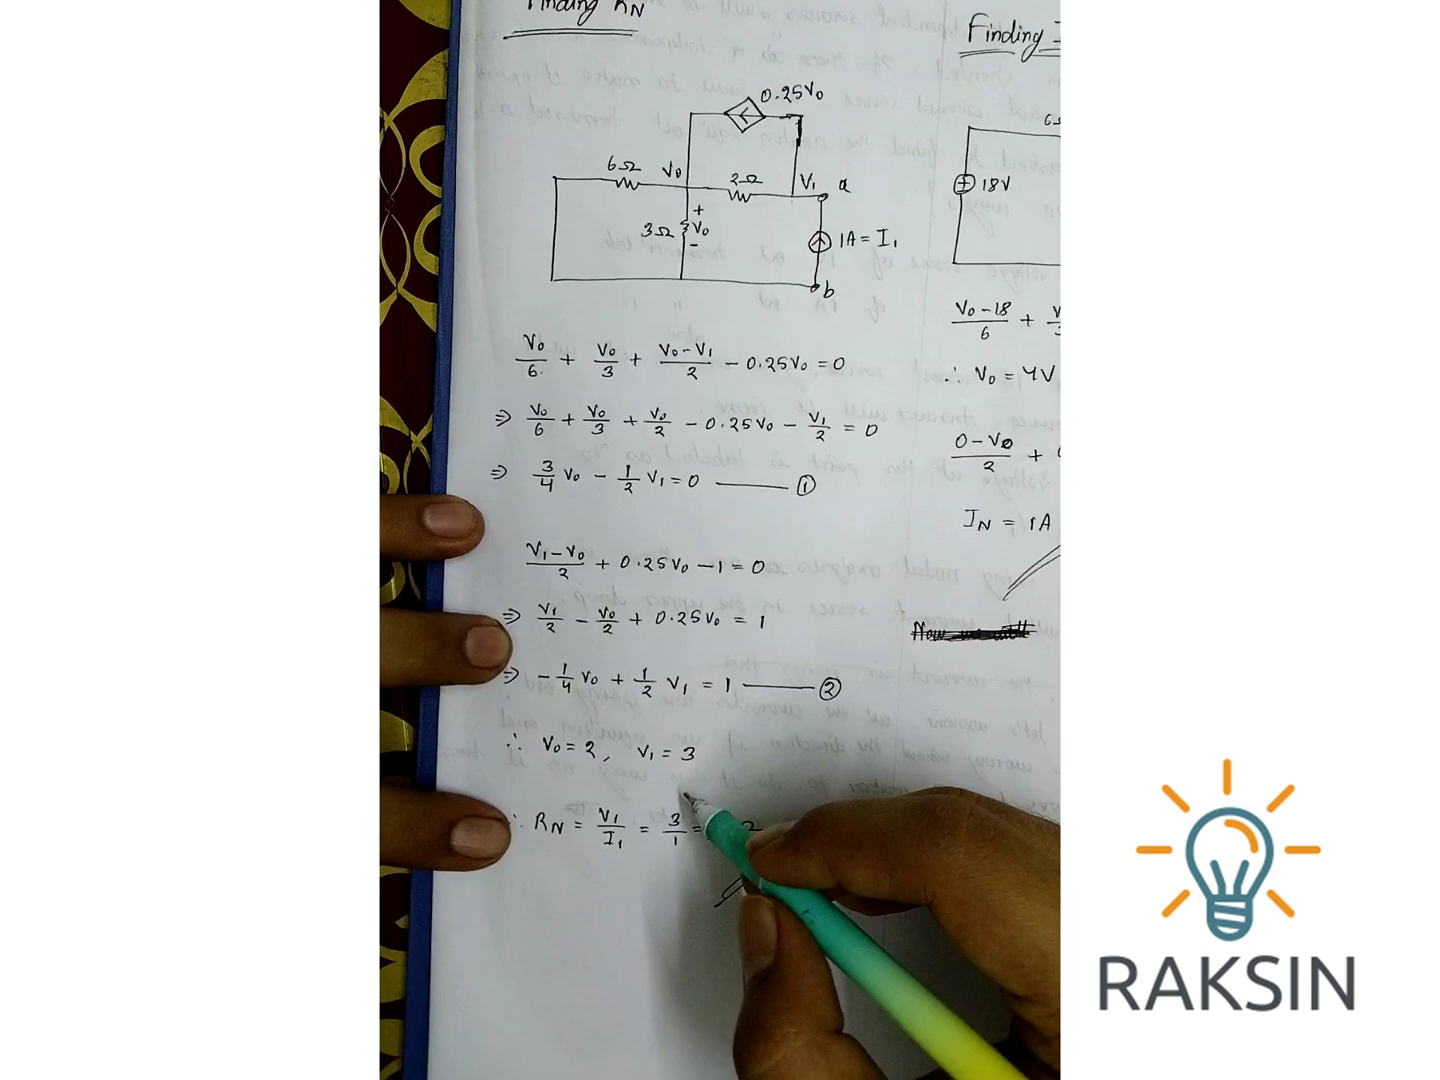 Finding RN
0.25V₀
6Ω V₀ 2Ω V₁ a
+
3Ω V₀
-
1A = I₁
b
V₀/6 + V₀/3 + (V₀-V₁)/2 - 0.25V₀ = 0
⇒ V₀/6 + V₀/3 + V₀/2 - 0.25V₀ - V₁/2 = 0
⇒ 3/4 V₀ - 1/2 V₁ = 0 —— ①
(V₁-V₀)/2 + 0.25V₀ - 1 = 0
⇒ V₁/2 - V₀/2 + 0.25V₀ = 1
⇒ -1/4 V₀ + 1/2 V₁ = 1 —— ②
∴ V₀ = 2, V₁ = 3
∴ RN = V₁/I₁ = 3/1 =
Finding
18V
(V₀-18)/6 +
∴ V₀ = 4V
(0-V₀)/2 +
IN = 1A
RAKSIN